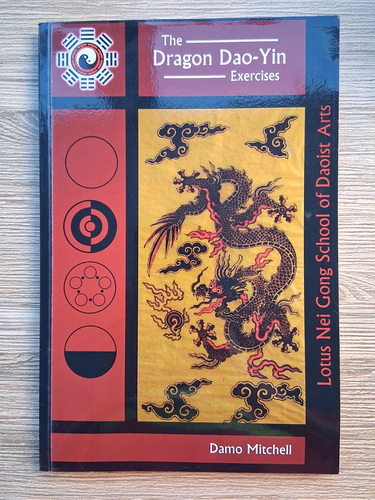 The
Dragon Dao-Yin
Exercises
Lotus Nei Gong School of Daoist Arts
Damo Mitchell